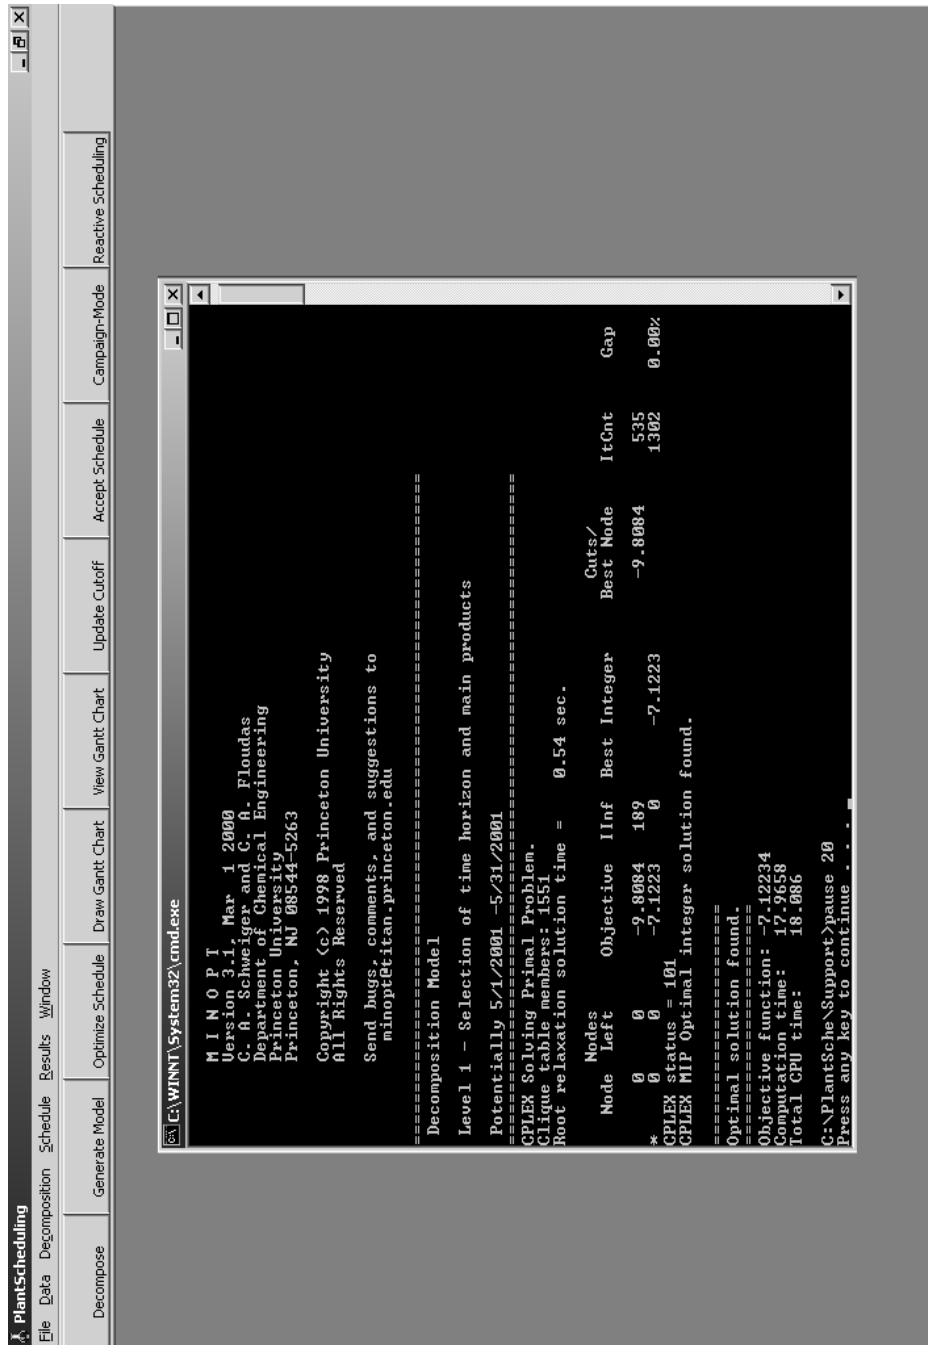 PlantScheduling
File Data Decomposition Schedule Results Window
Decompose Generate Model Optimize Schedule Draw Gantt Chart View Gantt Chart Update Cutoff Accept Schedule Campaign-Mode Reactive Scheduling
C:\WINNT\System32\cmd.exe
M I N O P T
Version 3.1, Mar 1 2000
C. A. Schweiger and C. A. Floudas
Department of Chemical Engineering
Princeton University
Princeton, NJ 08544-5263
Copyright (c) 1998 Princeton University
All Rights Reserved
Send bugs, comments, and suggestions to
minopt@titan.princeton.edu
Decomposition Model
Level 1 - Selection of time horizon and main products
Potentially 5/1/2001 -5/31/2001
CPLEX Solving Primal Problem.
Clique table members: 1551
Root relaxation solution time = 0.54 sec.
Nodes Cuts/
Node Left Objective IInf Best Integer Best Node ItCnt Gap
0 0 -9.8084 189 -9.8084 535
* 0 0 -7.1223 0 -7.1223 1302 0.00%
CPLEX status = 101
CPLEX MIP Optimal integer solution found.
Optimal solution found.
Objective function: -7.12234
Computation time: 17.9658
Total CPU time: 18.086
C:\PlantSche\Support>pause 20
Press any key to continue . . .